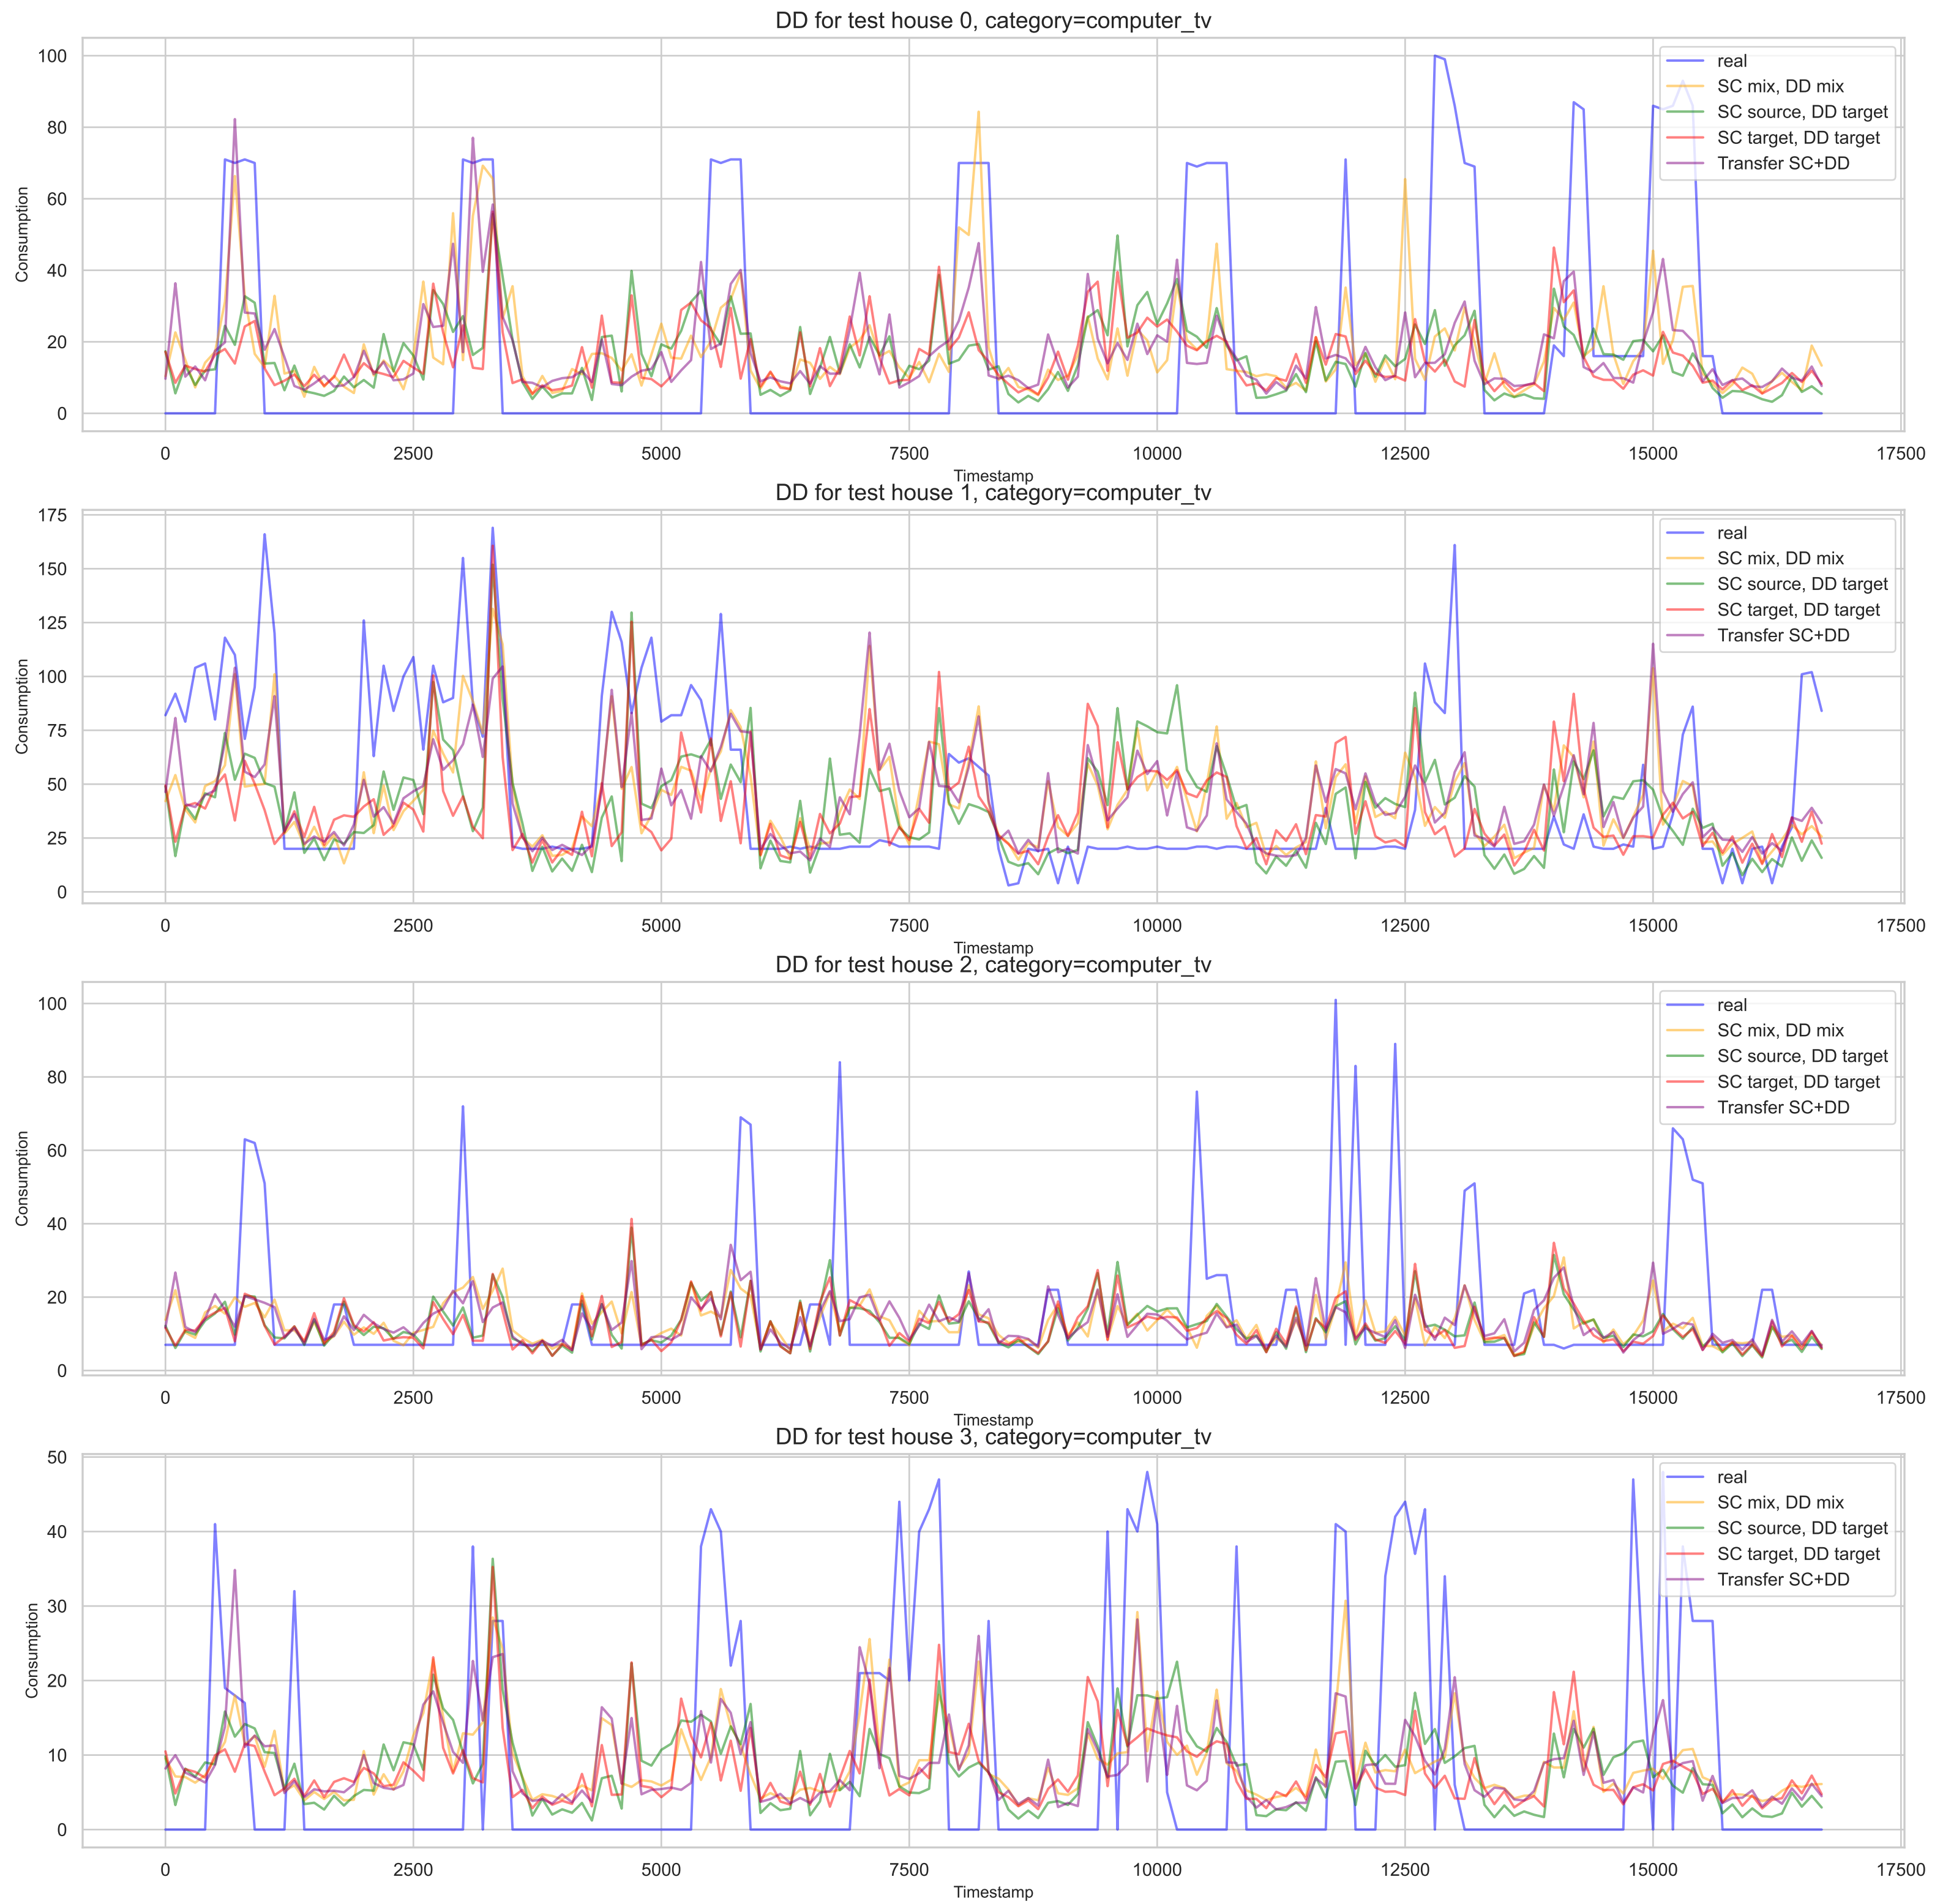 DD for test house 0, category=computer_tv
100
80
60
40
20
0
Consumption
real
SC mix, DD mix
SC source, DD target
SC target, DD target
Transfer SC+DD
0 2500 5000 7500 10000 12500 15000 17500
Timestamp
DD for test house 1, category=computer_tv
175
150
125
100
75
50
25
0
Consumption
real
SC mix, DD mix
SC source, DD target
SC target, DD target
Transfer SC+DD
0 2500 5000 7500 10000 12500 15000 17500
Timestamp
DD for test house 2, category=computer_tv
100
80
60
40
20
0
Consumption
real
SC mix, DD mix
SC source, DD target
SC target, DD target
Transfer SC+DD
0 2500 5000 7500 10000 12500 15000 17500
Timestamp
DD for test house 3, category=computer_tv
50
40
30
20
10
0
Consumption
real
SC mix, DD mix
SC source, DD target
SC target, DD target
Transfer SC+DD
0 2500 5000 7500 10000 12500 15000 17500
Timestamp